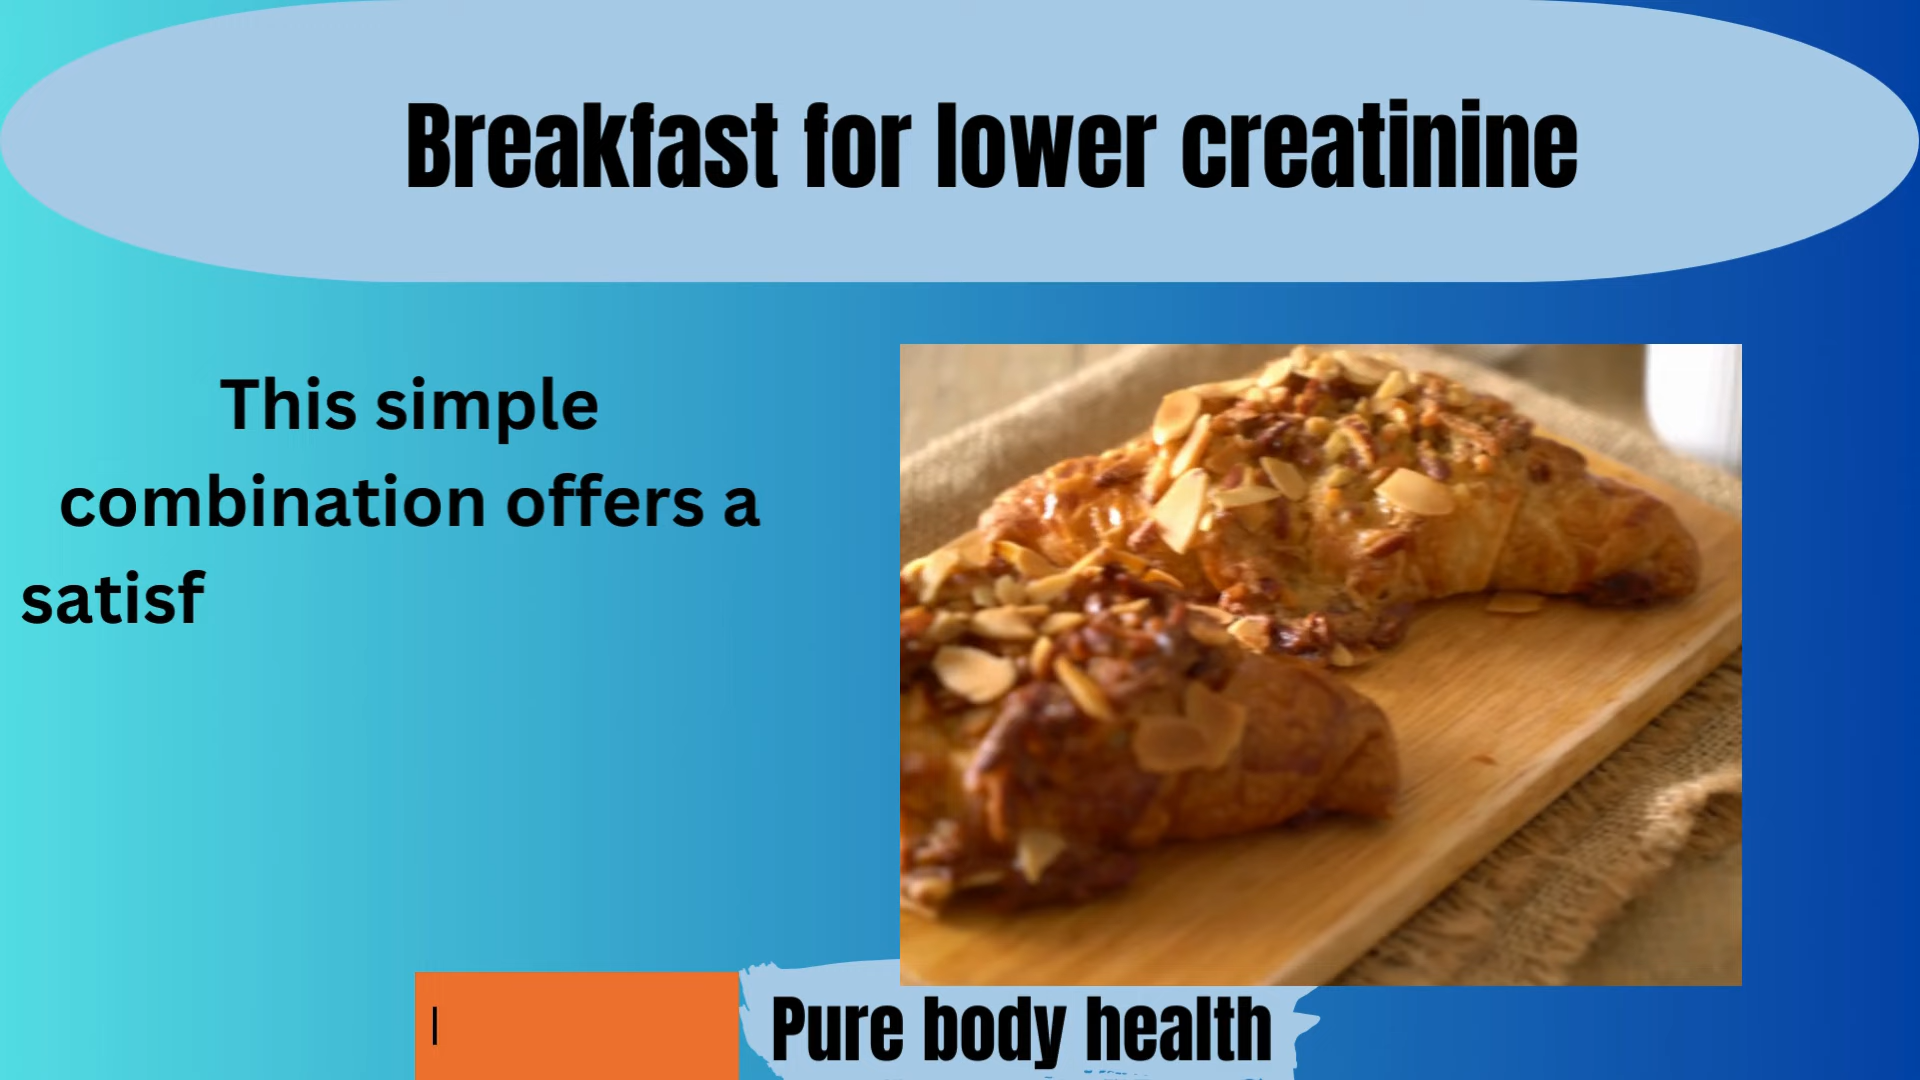 Breakfast for lower creatinine
This simple
combination offers a
satisf
Pure body health